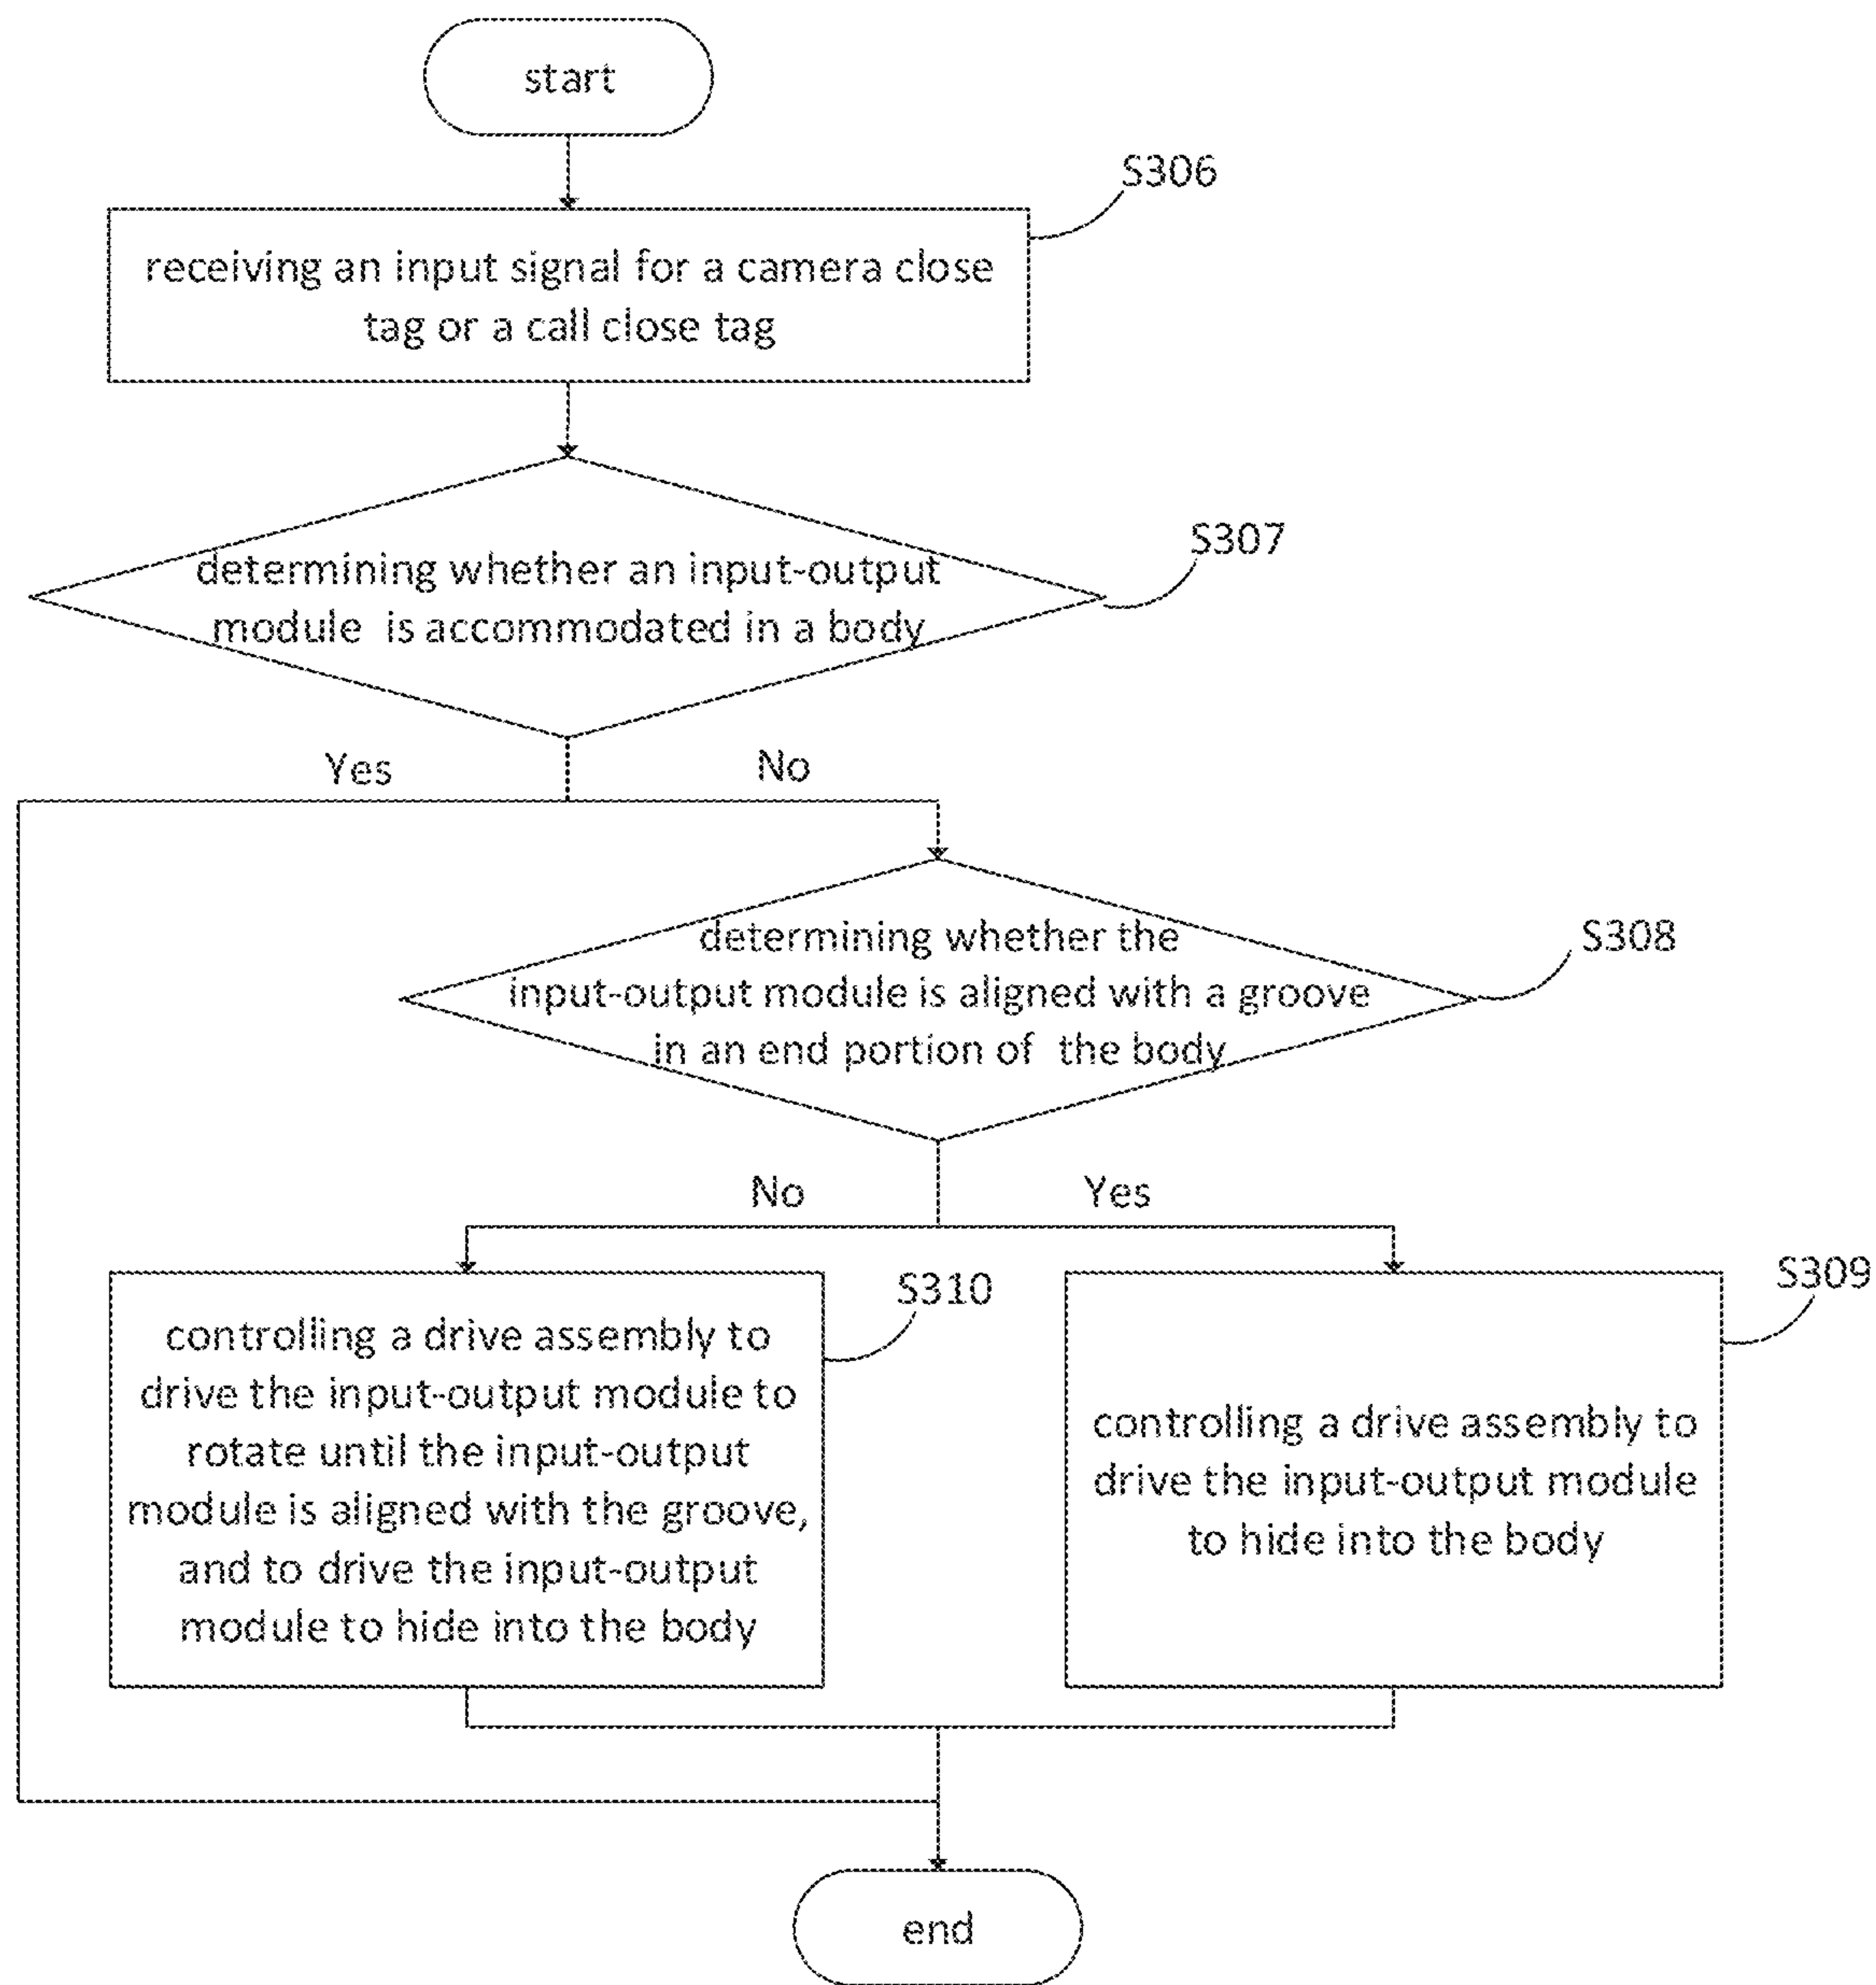 start
S306
receiving an input signal for a camera close
tag or a call close tag
S307
determining whether an input-output
module is accommodated in a body
Yes
No
determining whether the
S308
input-output module is aligned with a groove
in an end portion of the body
No
Yes
S310
S309
controlling a drive assembly to
drive the input-output module to
rotate until the input-output
module is aligned with the groove,
and to drive the input-output
module to hide into the body
controlling a drive assembly to
drive the input-output module
to hide into the body
end